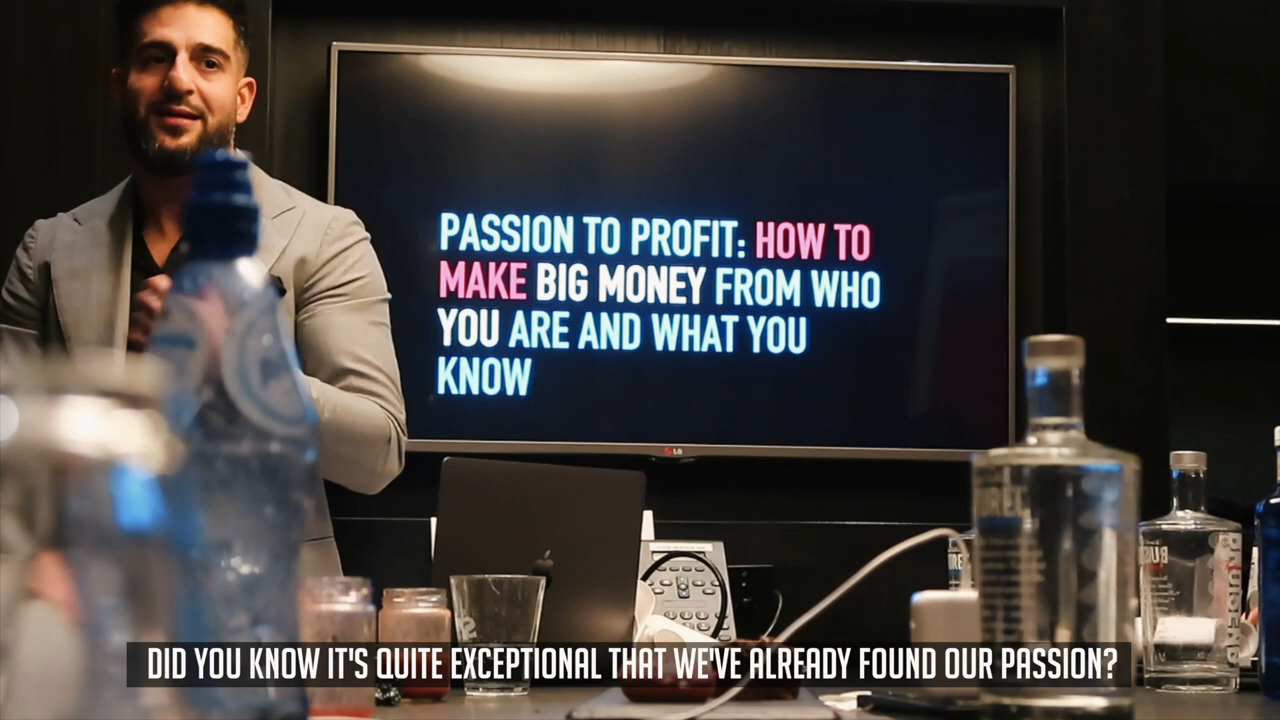 PASSION TO PROFIT: HOW TO
MAKE BIG MONEY FROM WHO
YOU ARE AND WHAT YOU
KNOW
LG
DID YOU KNOW IT'S QUITE EXCEPTIONAL THAT WE'VE ALREADY FOUND OUR PASSION?